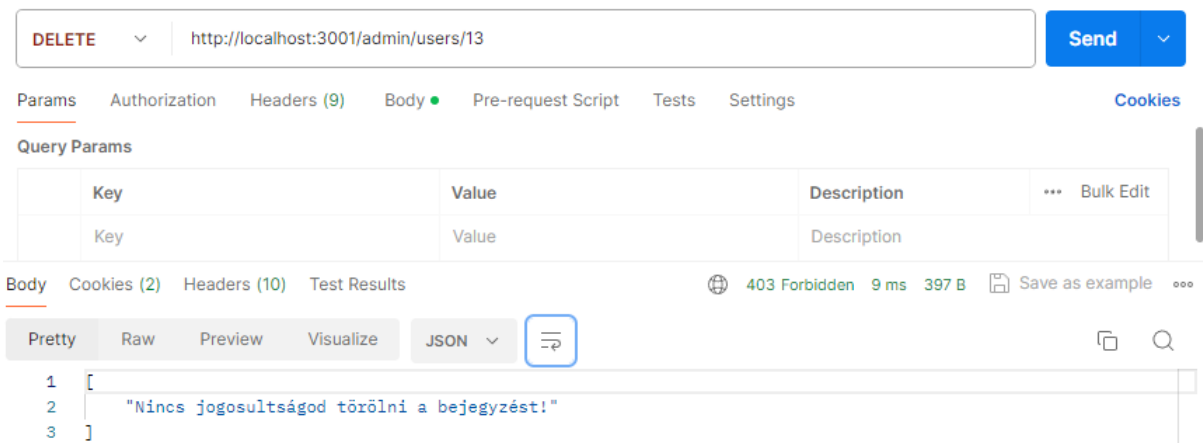 DELETE http://localhost:3001/admin/users/13 Send
Params Authorization Headers (9) Body Pre-request Script Tests Settings Cookies
Query Params
Key Value Description Bulk Edit
Key Value Description
Body Cookies (2) Headers (10) Test Results 403 Forbidden 9 ms 397 B Save as example
Pretty Raw Preview Visualize JSON
1 [
2 "Nincs jogosultságod törölni a bejegyzést!"
3 ]